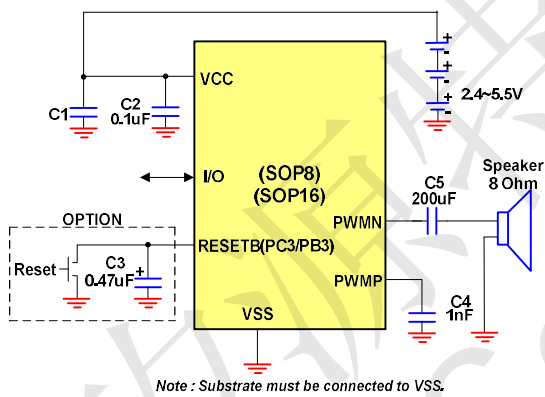 VCC
C1
C2
0.1uF
2.4~5.5V
I/O
(SOP8)
(SOP16)
Speaker
8 Ohm
C5
200uF
OPTION
PWMN
Reset
RESETB(PC3/PB3)
C3
0.47uF
PWMP
C4
1nF
VSS
Note : Substrate must be connected to VSS.